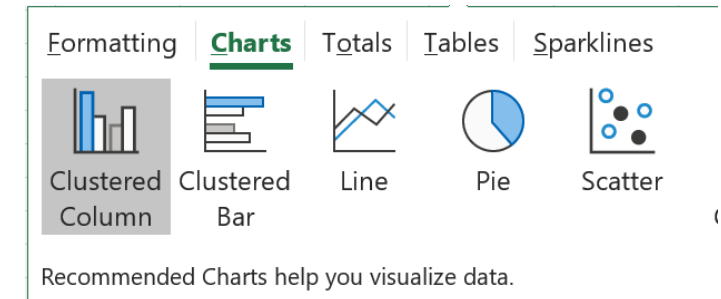 Formatting Charts Totals Tables Sparklines
Clustered Clustered Line Pie Scatter
Column Bar
Recommended Charts help you visualize data.